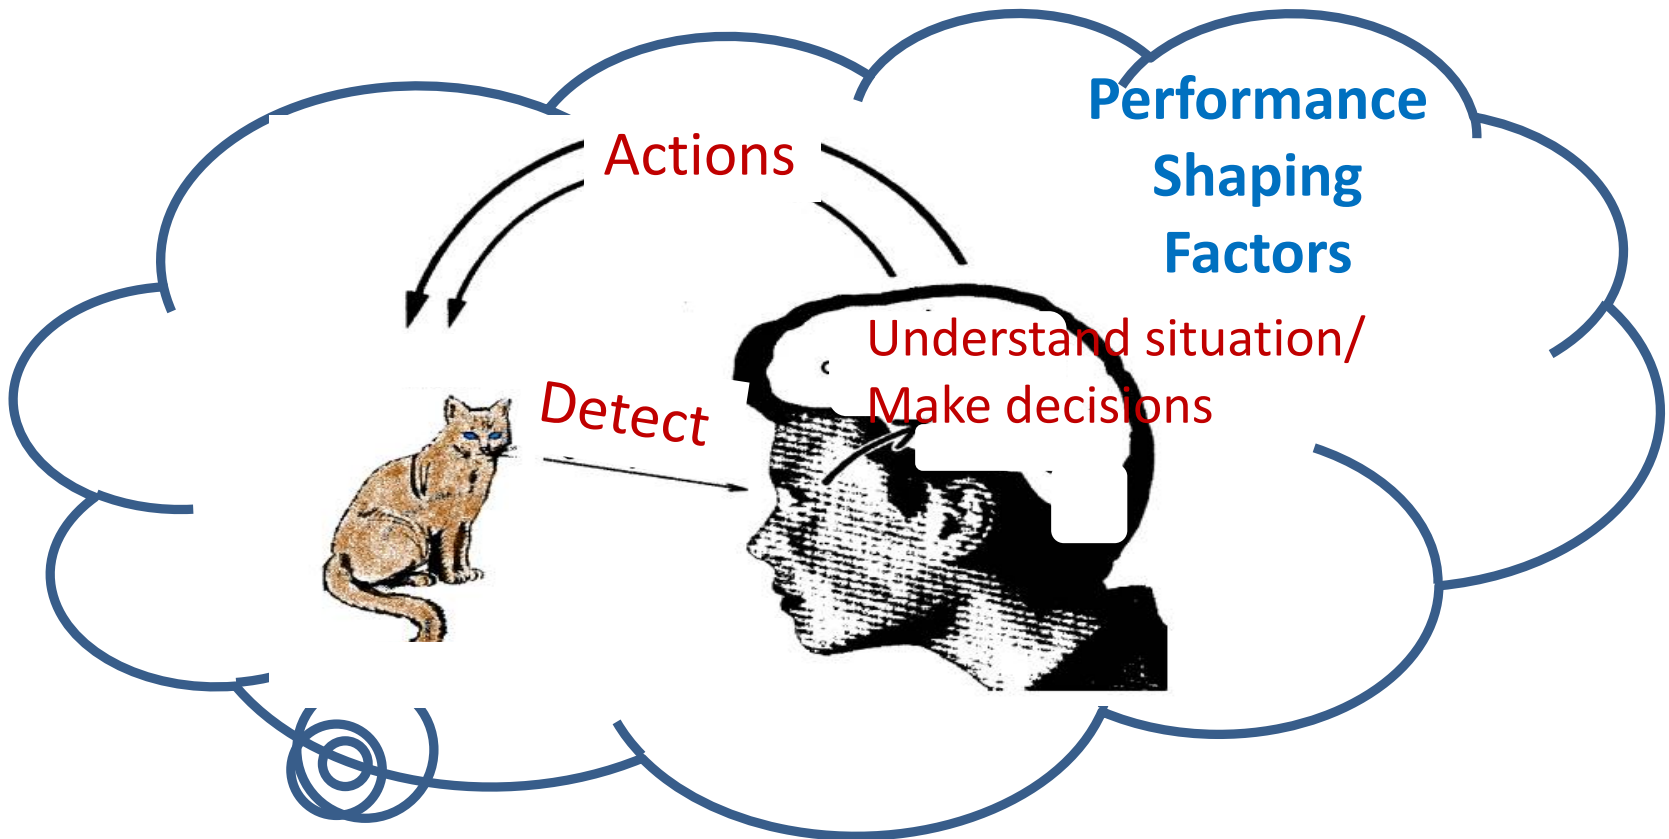 Performance
Shaping
Factors
Actions
Understand situation/
Make decisions
Detect